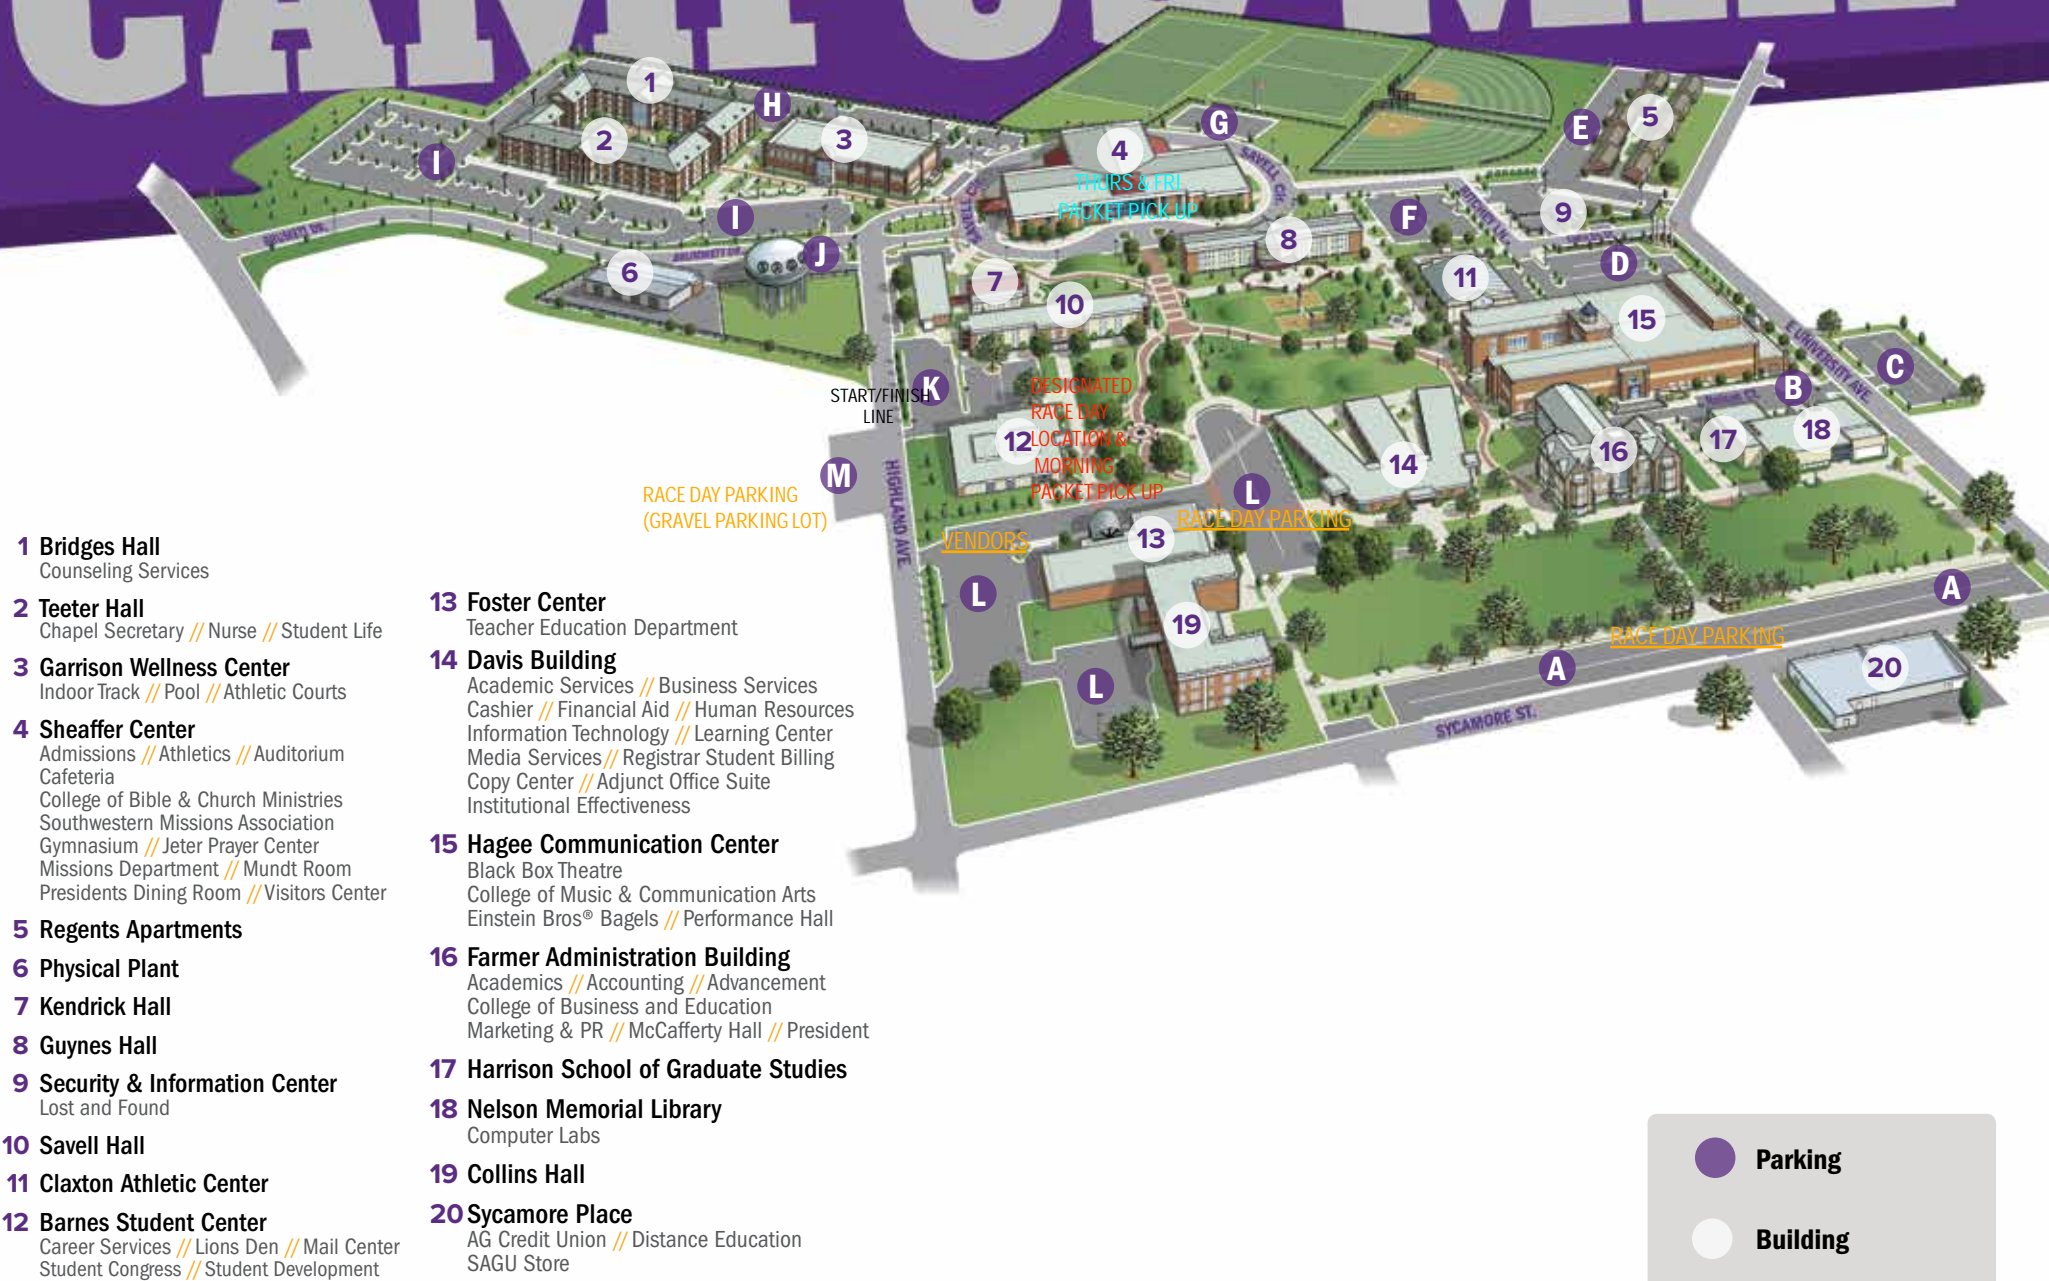 CAMPUS MAP
1
2
H
3
I
I
4
THURS & FRI
PACKET PICK UP
G
SAVELL CIR.
SAVELL CIR.
E
5
RITCHEY LN.
9
F
8
D
BRUMMETT DR.
BRUMMETT DR.
6
J
7
10
11
15
E UNIVERSITY AVE.
C
B
START/FINISH
LINE
K
DESIGNATED
RACE DAY
LOCATION &
MORNING
PACKET PICK UP
12
17
18
16
14
M
RACE DAY PARKING
(GRAVEL PARKING LOT)
HIGHLAND AVE.
L
RACE DAY PARKING
VENDORS
13
L
19
L
A
RACE DAY PARKING
A
20
SYCAMORE ST.
1 Bridges Hall
Counseling Services
2 Teeter Hall
Chapel Secretary // Nurse // Student Life
3 Garrison Wellness Center
Indoor Track // Pool // Athletic Courts
4 Sheaffer Center
Admissions // Athletics // Auditorium
Cafeteria
College of Bible & Church Ministries
Southwestern Missions Association
Gymnasium // Jeter Prayer Center
Missions Department // Mundt Room
Presidents Dining Room // Visitors Center
5 Regents Apartments
6 Physical Plant
7 Kendrick Hall
8 Guynes Hall
9 Security & Information Center
Lost and Found
10 Savell Hall
11 Claxton Athletic Center
12 Barnes Student Center
Career Services // Lions Den // Mail Center
Student Congress // Student Development
13 Foster Center
Teacher Education Department
14 Davis Building
Academic Services // Business Services
Cashier // Financial Aid // Human Resources
Information Technology // Learning Center
Media Services // Registrar Student Billing
Copy Center // Adjunct Office Suite
Institutional Effectiveness
15 Hagee Communication Center
Black Box Theatre
College of Music & Communication Arts
Einstein Bros® Bagels // Performance Hall
16 Farmer Administration Building
Academics // Accounting // Advancement
College of Business and Education
Marketing & PR // McCafferty Hall // President
17 Harrison School of Graduate Studies
18 Nelson Memorial Library
Computer Labs
19 Collins Hall
20 Sycamore Place
AG Credit Union // Distance Education
SAGU Store
Parking
Building